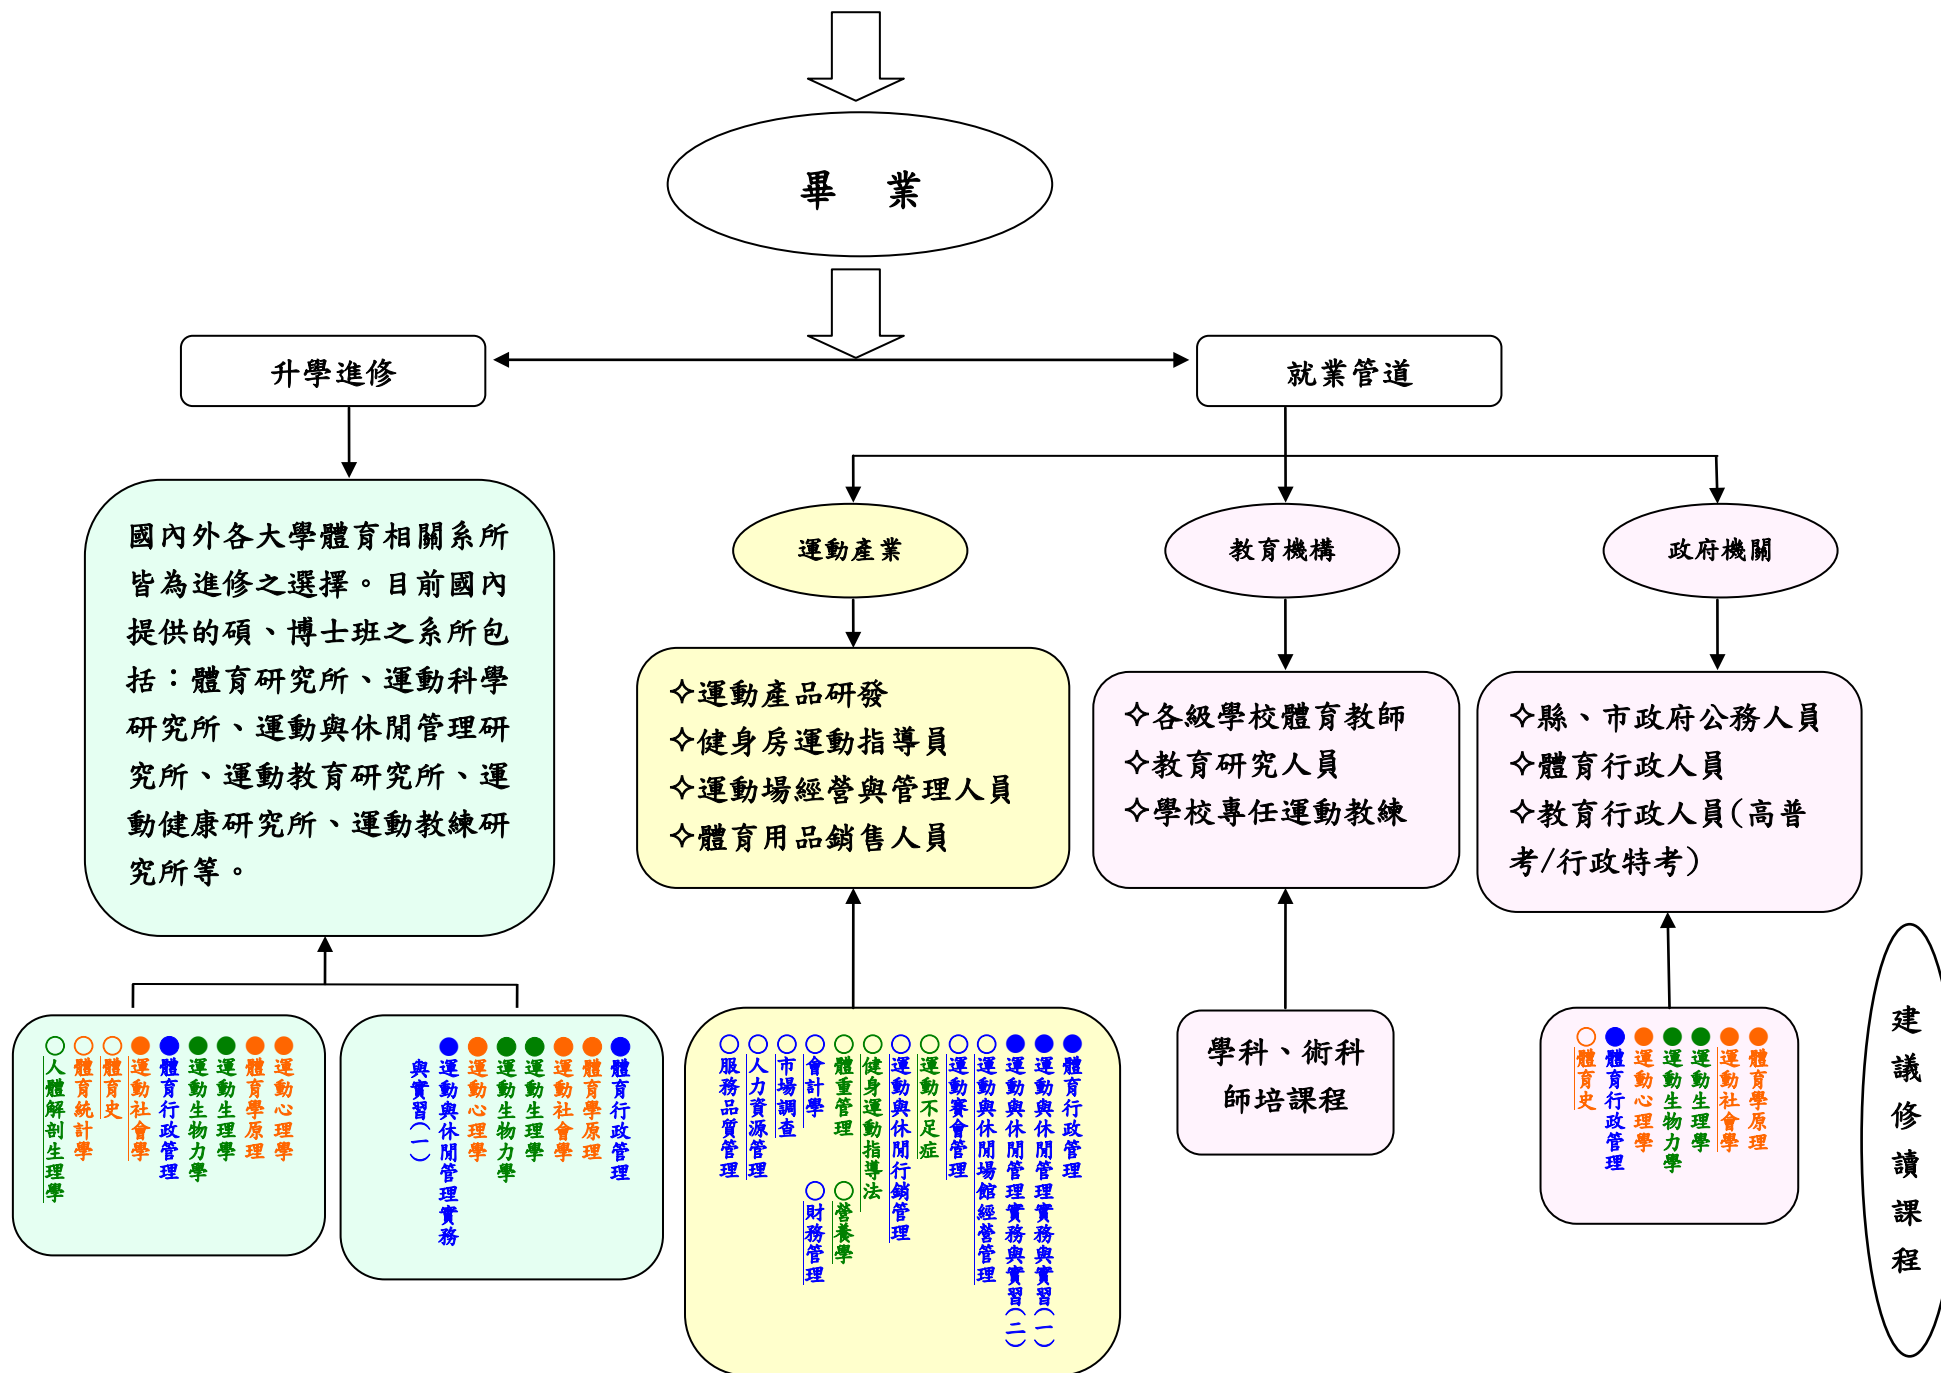 畢 業
升學進修
就業管道
國內外各大學體育相關系所
皆為進修之選擇。目前國內
提供的碩、博士班之系所包
括：體育研究所、運動科學
研究所、運動與休閒管理研
究所、運動教育研究所、運
動健康研究所、運動教練研
究所等。
運動產業
教育機構
政府機關
✧運動產品研發
✧健身房運動指導員
✧運動場經營與管理人員
✧體育用品銷售人員
✧各級學校體育教師
✧教育研究人員
✧學校專任運動教練
✧縣、市政府公務人員
✧體育行政人員
✧教育行政人員(高普
考/行政特考)
●運動心理學
●體育學原理
●運動生理學
●運動生物力學
●體育行政管理
●運動社會學
○體育史
○體育統計學
○人體解剖生理學
●體育行政管理
●體育學原理
●運動社會學
●運動生理學
●運動生物力學
●運動心理學
●運動與休閒管理實務
與實習(一)
●體育行政管理
●運動與休閒管理實務與實習(一)
●運動與休閒管理實務與實習(二)
○運動與休閒場館經營管理
○運動賽會管理
○運動不足症
○運動與休閒行銷管理
○健身運動指導法
○體重管理
○營養學
○會計學
○財務管理
○市場調查
○人力資源管理
○服務品質管理
學科、術科
師培課程
●體育學原理
●運動社會學
●運動生理學
●運動生物力學
●運動心理學
●體育行政管理
○體育史
建議修讀課程